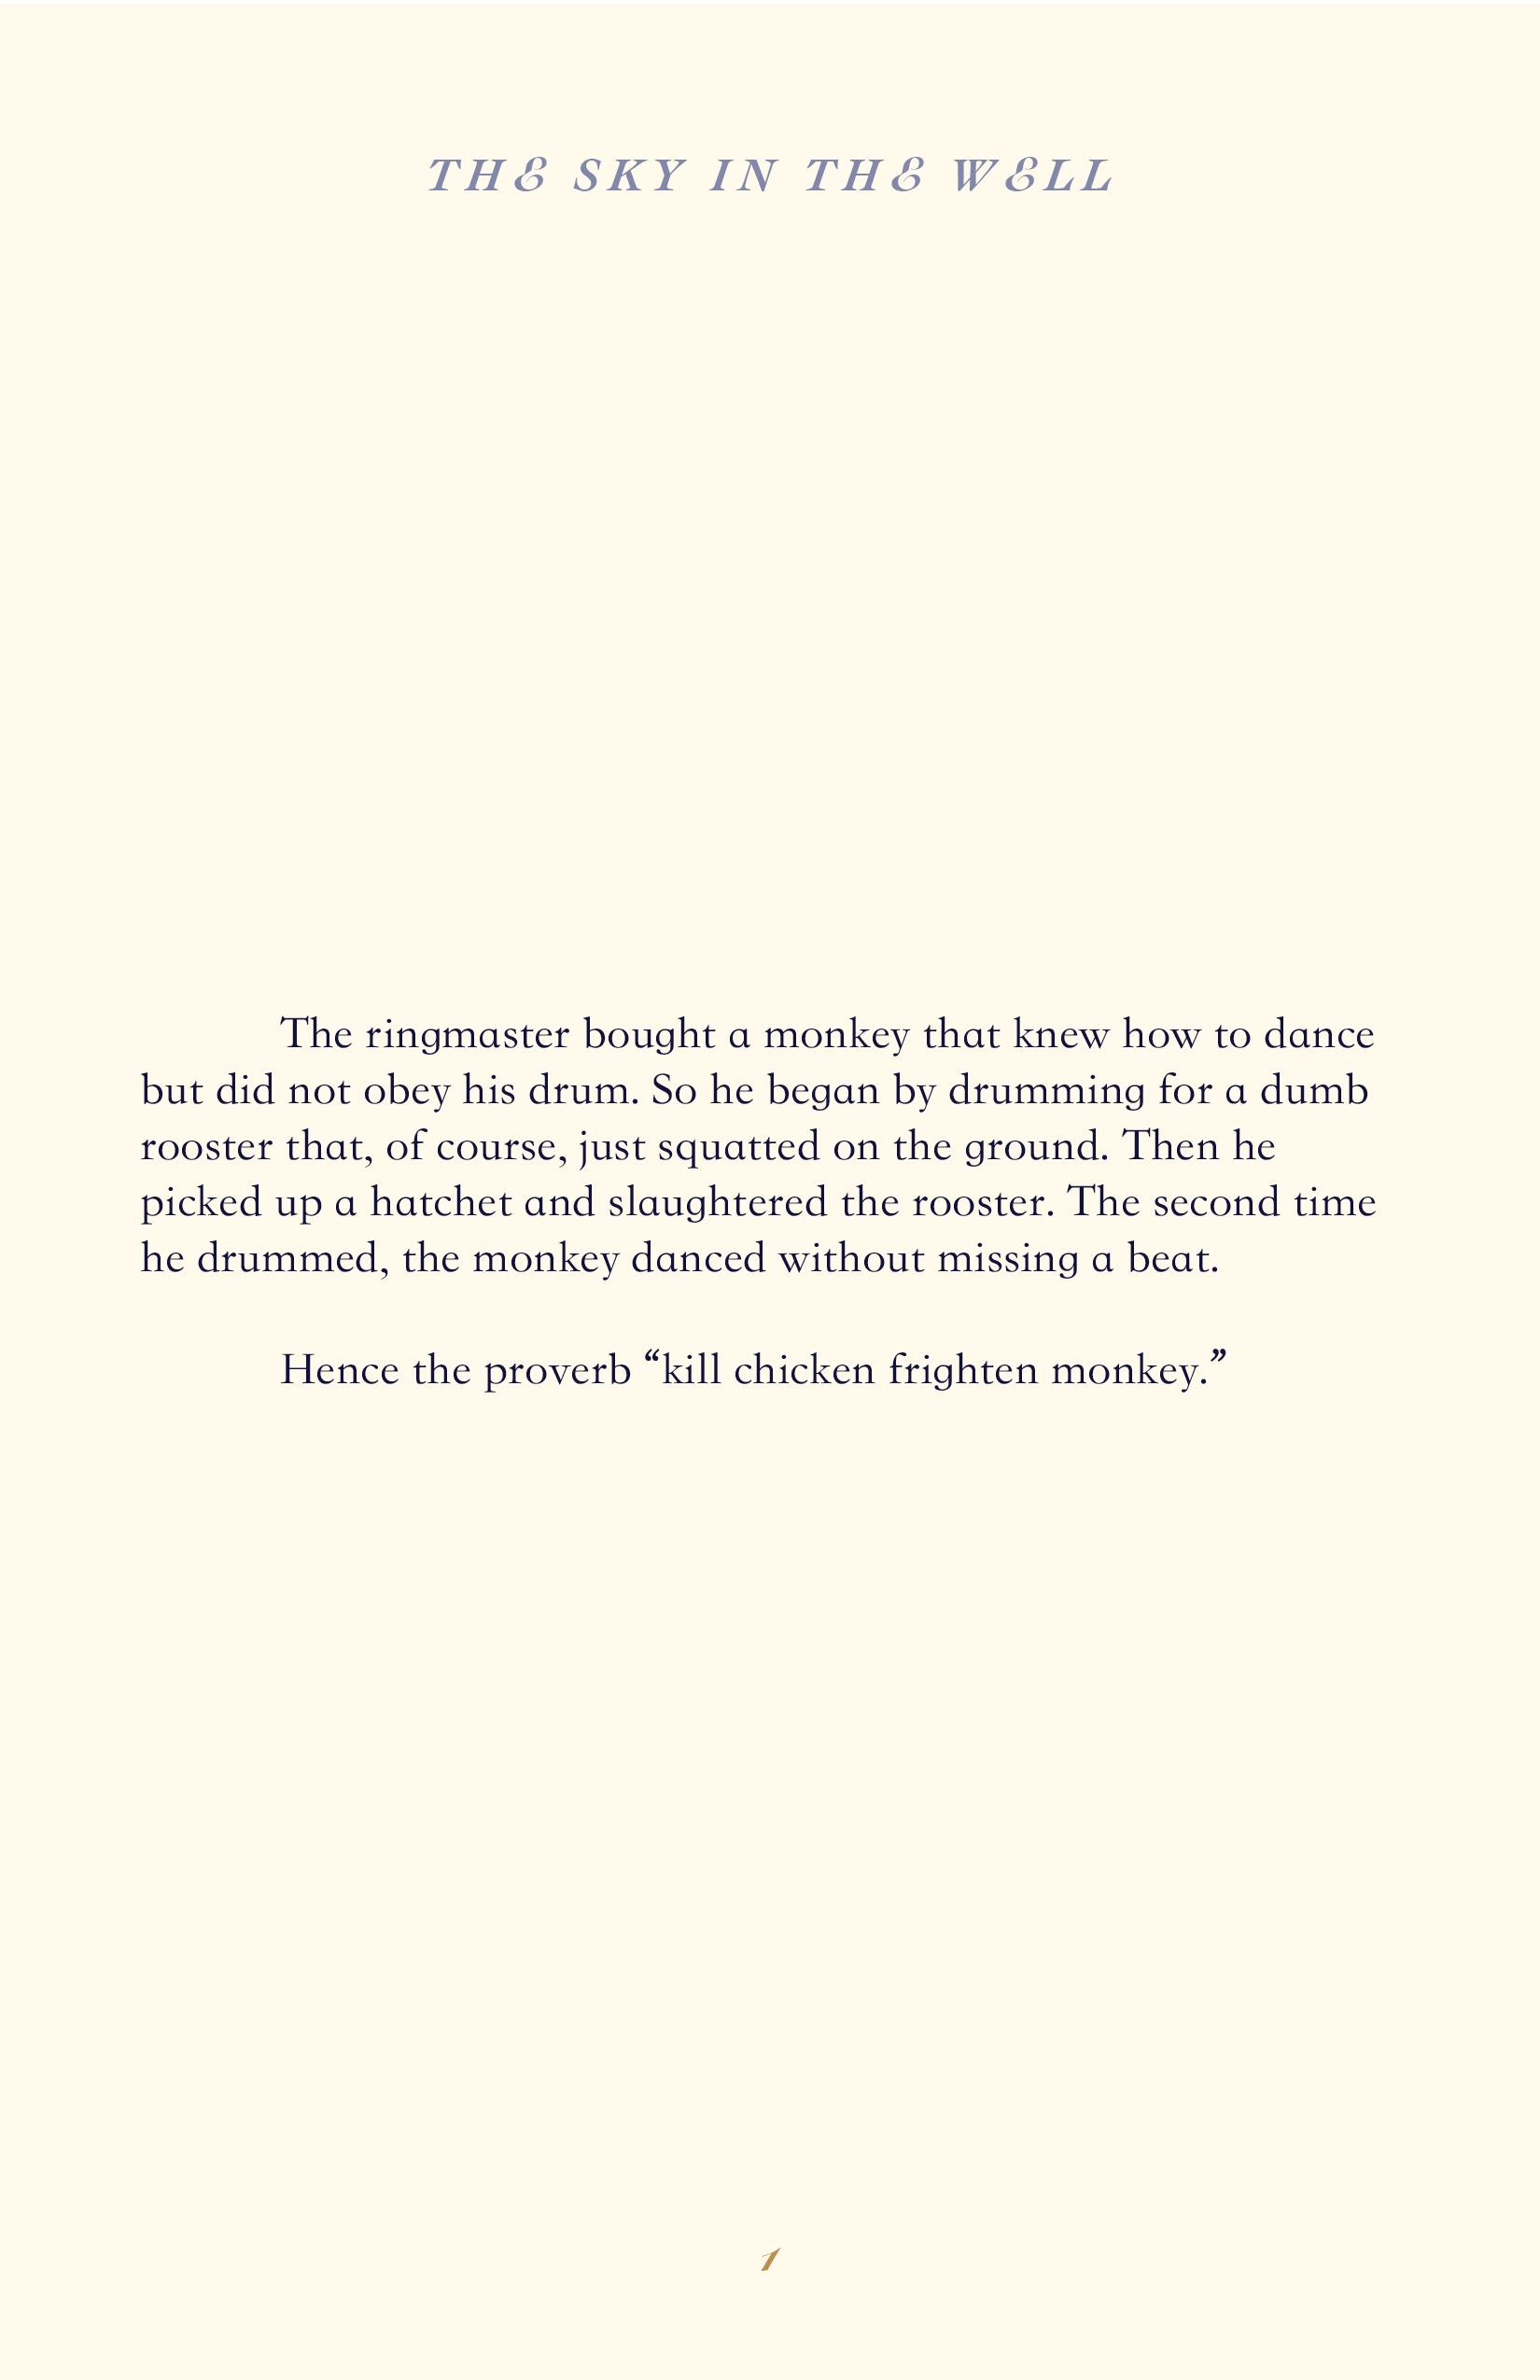 THE SKY IN THE WELL
The ringmaster bought a monkey that knew how to dance
but did not obey his drum. So he began by drumming for a dumb
rooster that, of course, just squatted on the ground. Then he
picked up a hatchet and slaughtered the rooster. The second time
he drummed, the monkey danced without missing a beat.
Hence the proverb “kill chicken frighten monkey.”
1